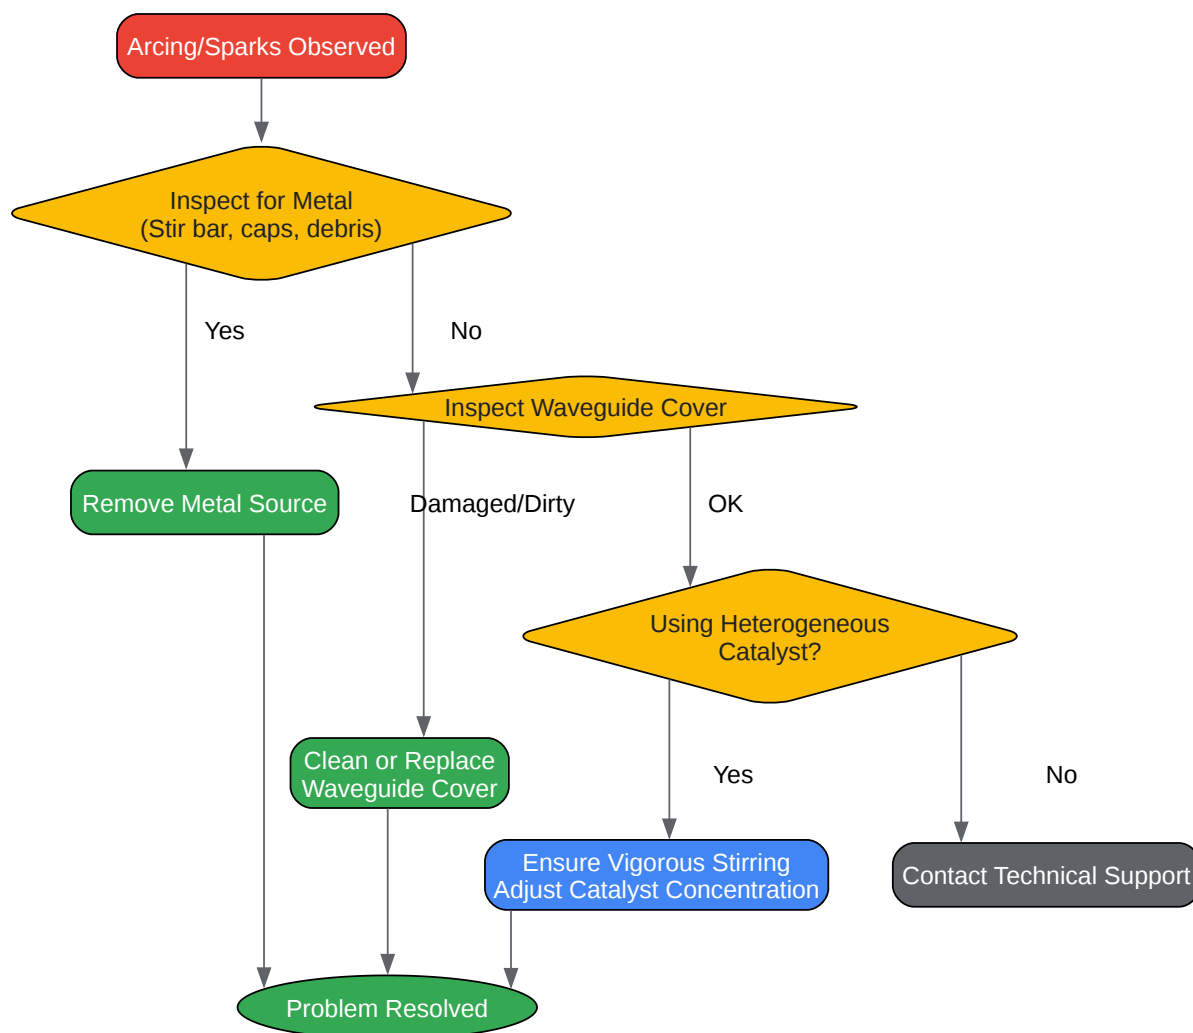 Arcing/Sparks Observed
Inspect for Metal
(Stir bar, caps, debris)
Yes
No
Inspect Waveguide Cover
Remove Metal Source
Damaged/Dirty
OK
Using Heterogeneous
Catalyst?
Clean or Replace
Waveguide Cover
Yes
No
Ensure Vigorous Stirring
Adjust Catalyst Concentration
Contact Technical Support
Problem Resolved